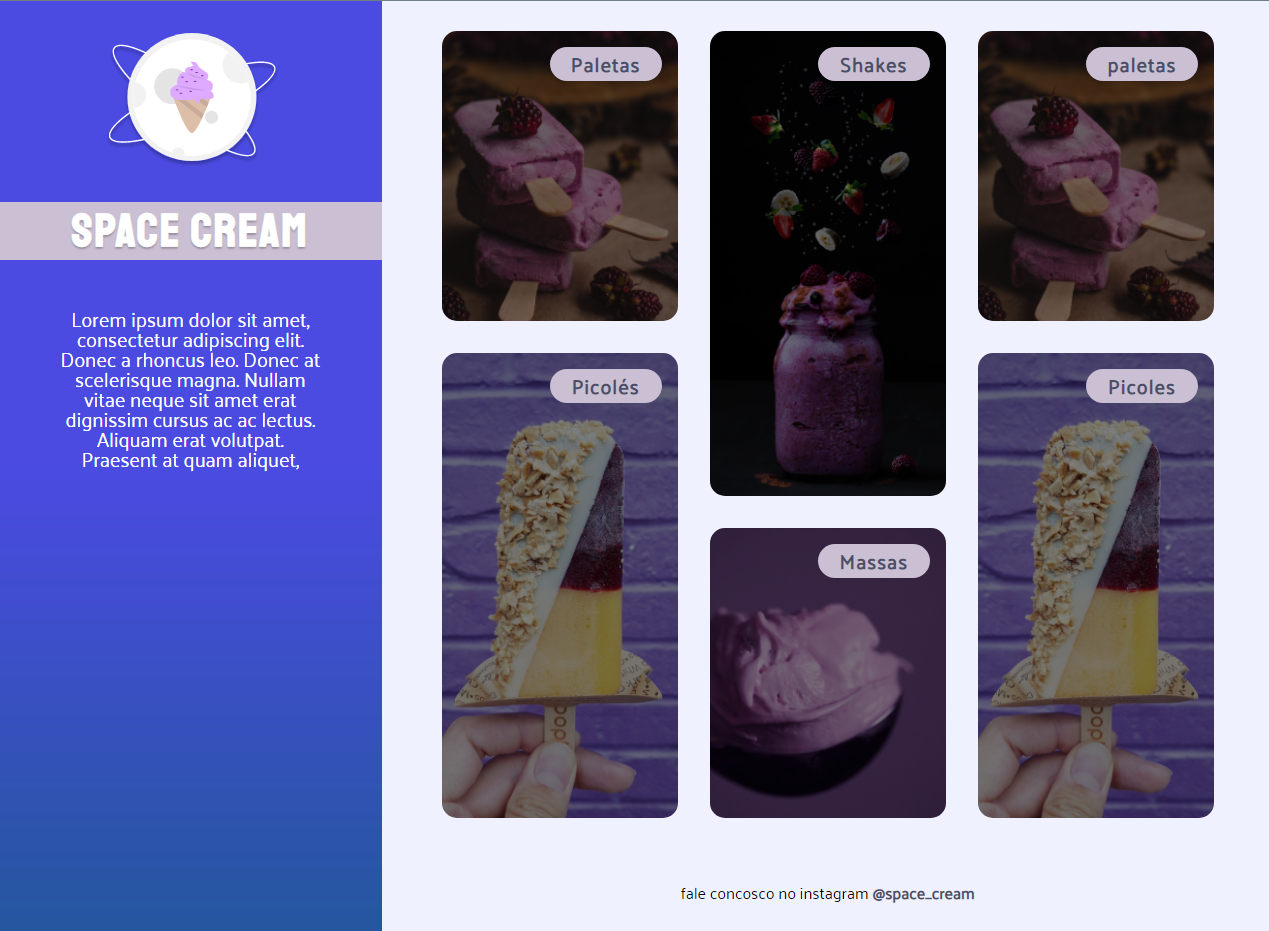 SPACE CREAM
Lorem ipsum dolor sit amet,
consectetur adipiscing elit.
Donec a rhoncus leo. Donec at
scelerisque magna. Nullam
vitae neque sit amet erat
dignissim cursus ac ac lectus.
Aliquam erat volutpat.
Praesent at quam aliquet,
Paletas
Shakes
paletas
Picolés
Massas
Picoles
fale concosco no instagram @space_cream